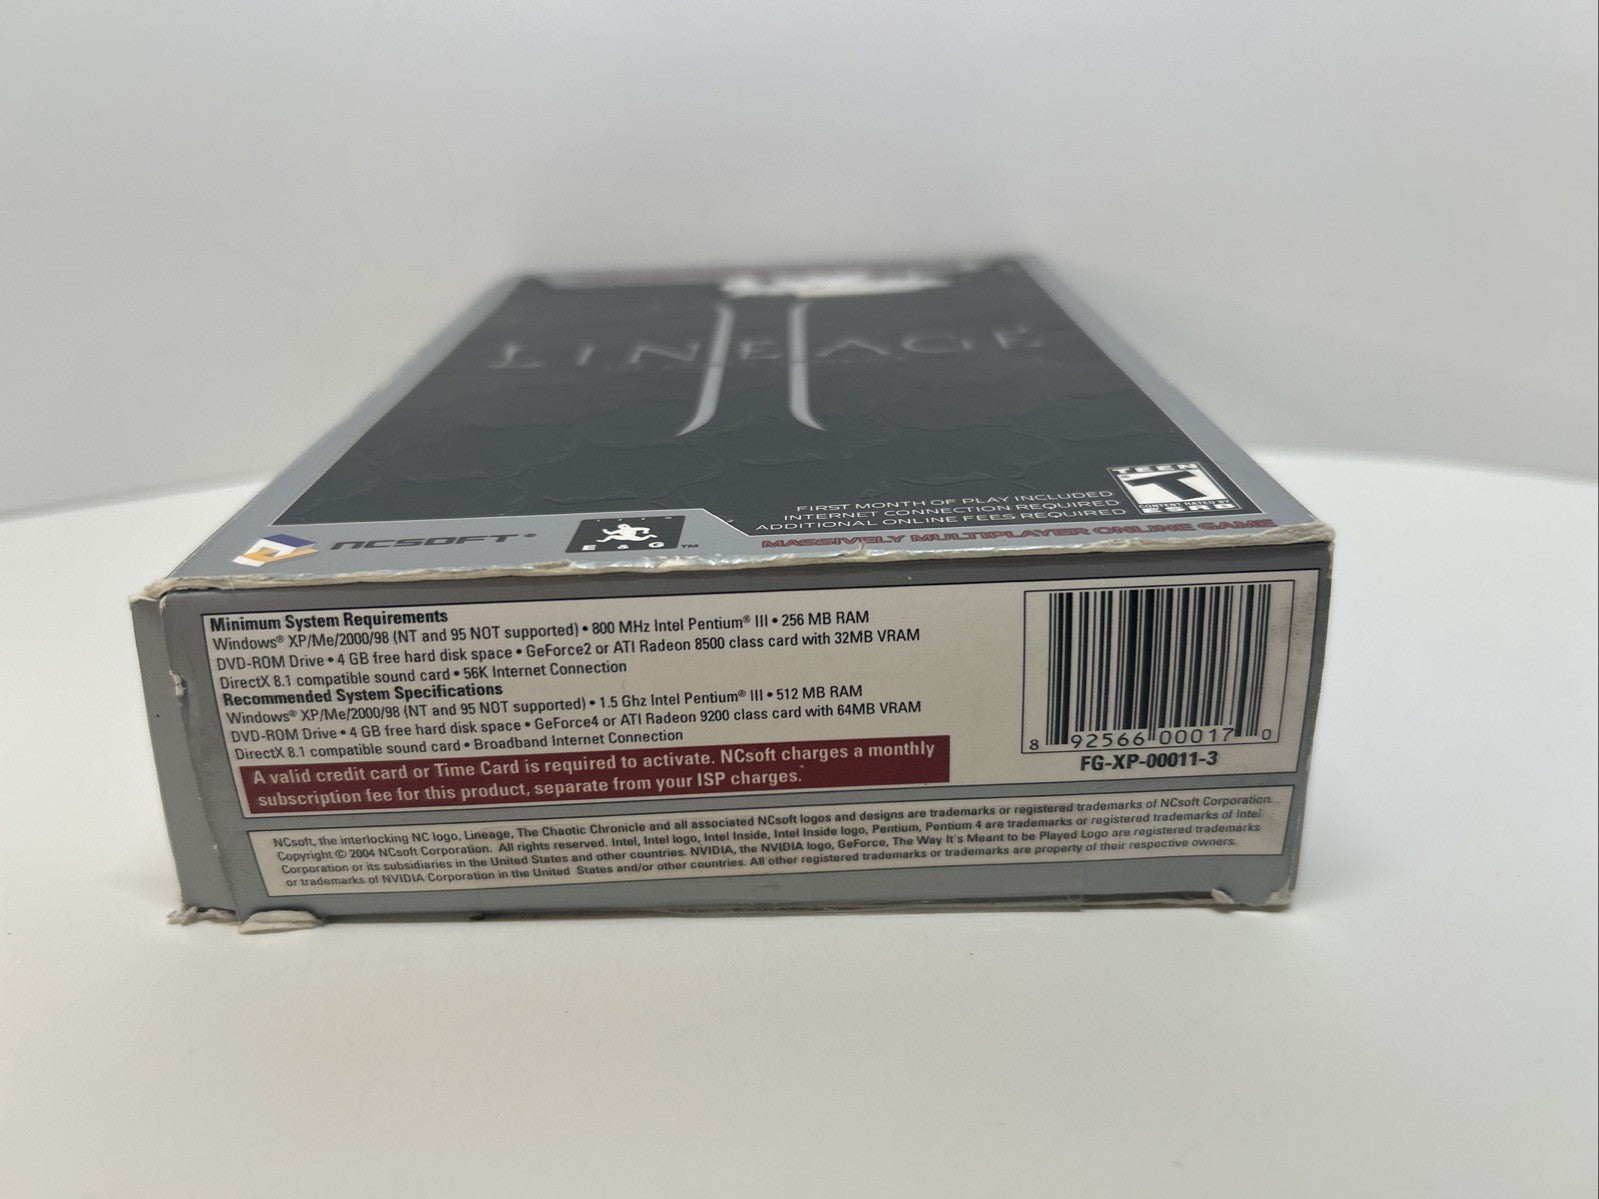 LINEAGE
II
TEEN
T
CONTENT RATED BY
ESRB
FIRST MONTH OF PLAY INCLUDED
INTERNET CONNECTION REQUIRED
ADDITIONAL ONLINE FEES REQUIRED
MASSIVELY MULTIPLAYER ONLINE GAME
NCSOFT®
E & G ™
Minimum System Requirements
Windows® XP/Me/2000/98 (NT and 95 NOT supported) • 800 MHz Intel Pentium® III • 256 MB RAM
DVD-ROM Drive • 4 GB free hard disk space • GeForce2 or ATI Radeon 8500 class card with 32MB VRAM
DirectX 8.1 compatible sound card • 56K Internet Connection
Recommended System Specifications
Windows® XP/Me/2000/98 (NT and 95 NOT supported) • 1.5 Ghz Intel Pentium® III • 512 MB RAM
DVD-ROM Drive • 4 GB free hard disk space • GeForce4 or ATI Radeon 9200 class card with 64MB VRAM
DirectX 8.1 compatible sound card • Broadband Internet Connection
A valid credit card or Time Card is required to activate. NCsoft charges a monthly
subscription fee for this product, separate from your ISP charges.
8 92566 00017 0
FG-XP-00011-3
NCsoft, the interlocking NC logo, Lineage, The Chaotic Chronicle and all associated NCsoft logos and designs are trademarks or registered trademarks of NCsoft Corporation.
Copyright © 2004 NCsoft Corporation. All rights reserved. Intel, Intel logo, Intel Inside, Intel Inside logo, Pentium, Pentium 4 are trademarks or registered trademarks of Intel
Corporation or its subsidiaries in the United States and other countries. NVIDIA, the NVIDIA logo, GeForce, The Way It's Meant to be Played Logo are registered trademarks
or trademarks of NVIDIA Corporation in the United States and/or other countries. All other registered trademarks or trademarks are property of their respective owners.